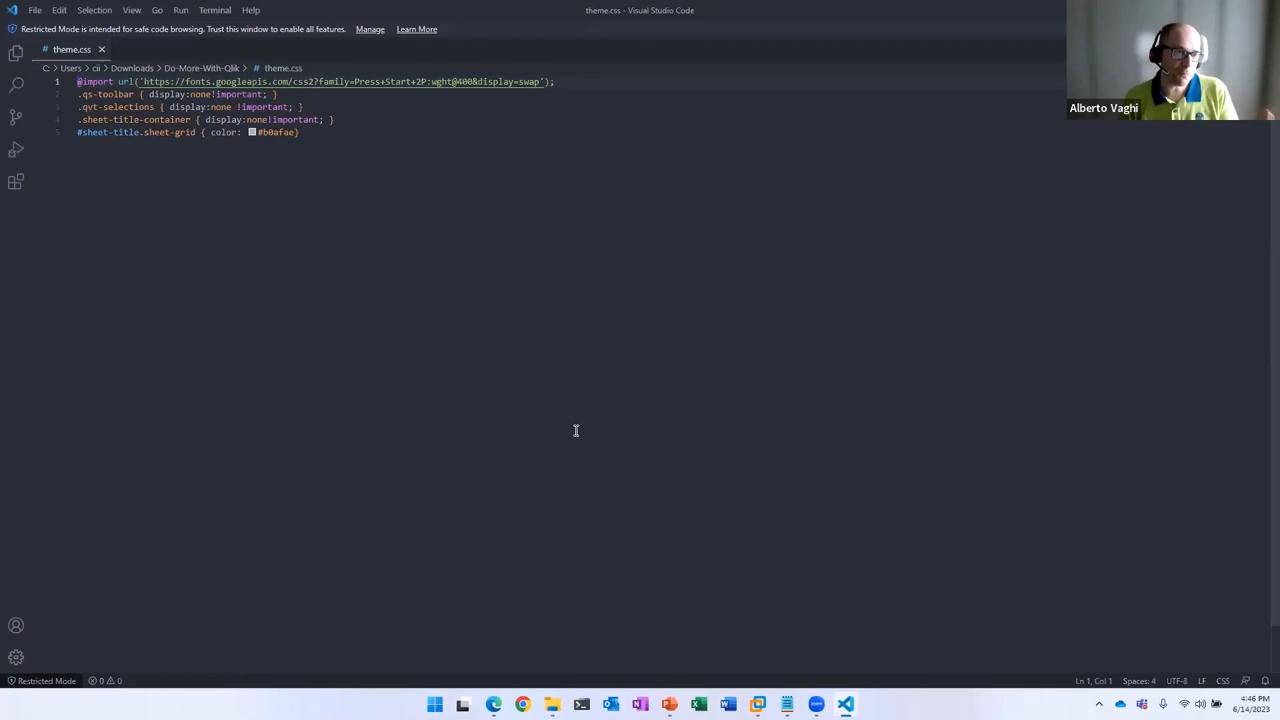 File Edit Selection View Go Run Terminal Help
theme.css - Visual Studio Code
Restricted Mode is intended for safe code browsing. Trust this window to enable all features. Manage Learn More
# theme.css
C: > Users > cii > Downloads > Do-More-With-Qlik > # theme.css
1 @import url('https://fonts.googleapis.com/css2?family=Press+Start+2P:wght@400&display=swap');
2 .qs-toolbar { display:none!important; }
3 .qvt-selections { display:none !important; }
4 .sheet-title-container { display:none!important; }
5 #sheet-title.sheet-grid { color: #b0afae}
Alberto Vaghi
Restricted Mode 0 0
Ln 1, Col 1 Spaces: 4 UTF-8 LF CSS
zoom
4:46 PM
6/14/2023